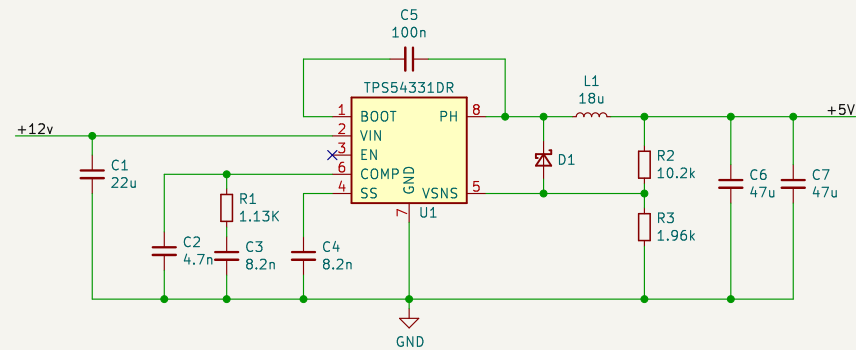 C5
100n
TPS54331DR
L1
18u
1 BOOT PH 8
+5V
+12v
2 VIN
3 EN
D1
R2
10.2k
C1
22u
6 COMP
GND
4 SS VSNS 5
C6
47u
C7
47u
R1
1.13K
7
U1
R3
1.96k
C2
4.7n
C3
8.2n
C4
8.2n
GND